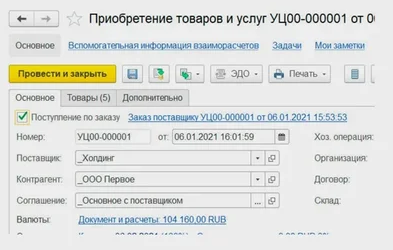 Приобретение товаров и услуг УЦ00-000001 от 0
Основное Вспомогательная информация взаиморасчетов Задачи Мои заметки
Провести и закрыть ЭДО Печать
Основное Товары (5) Дополнительно
Поступление по заказу Заказ поставщику УЦ00-000001 от 06.01.2021 15:53:53
Номер: УЦ00-000001 от: 06.01.2021 16:01:59 Хоз. операция:
Поставщик: _Холдинг Организация:
Контрагент: _ООО Первое Договор:
Соглашение: _Основное с поставщиком ... Склад:
Валюты: Документ и расчеты: 104 160,00 RUB